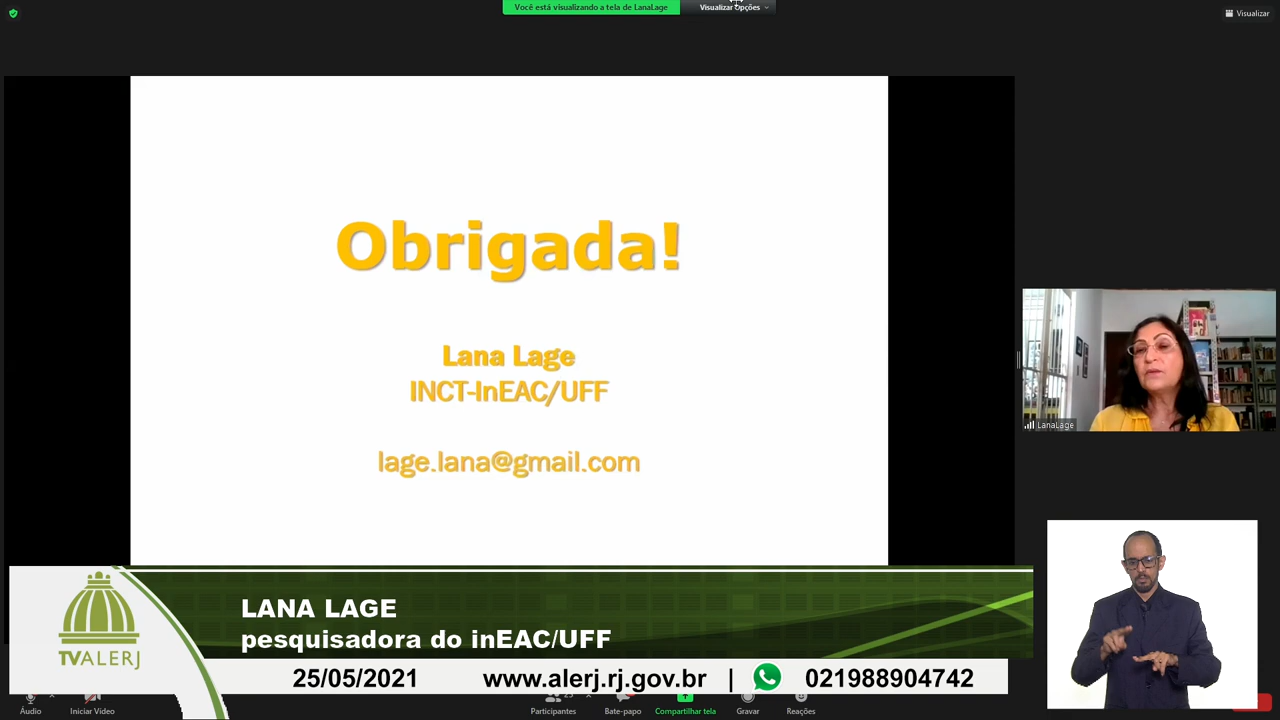 Você está visualizando a tela de LanaLage
Visualizar Opções
Visualizar
Obrigada!
Lana Lage
INCT-InEAC/UFF
lage.lana@gmail.com
LanaLage
LANA LAGE
pesquisadora do inEAC/UFF
TVALERJ
25/05/2021 www.alerj.rj.gov.br | 021988904742
Áudio
Iniciar Vídeo
Participantes
Bate-papo
Compartilhar tela
Gravar
Reações